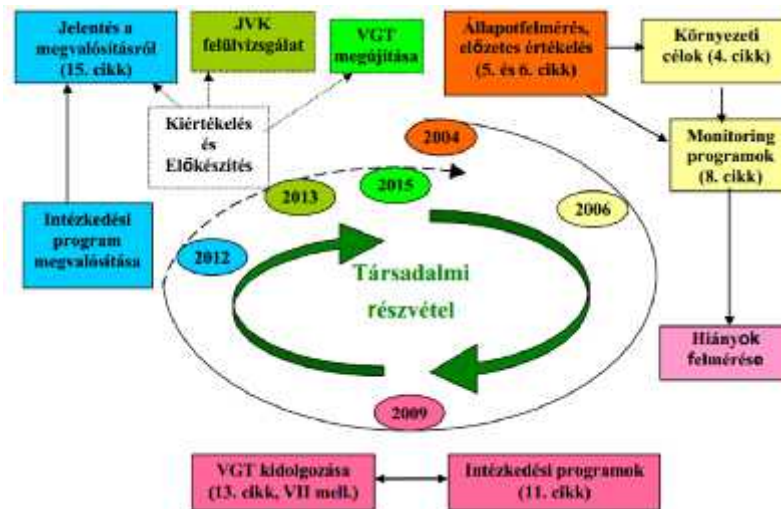 Jelentés a
megvalósításról
(15. cikk)
JVK
felülvizsgálat
VGT
megújítása
Állapotfelmérés,
előzetes értékelés
(5. és 6. cikk)
Környezeti
célok (4. cikk)
Kiértékelés
és
Előkészítés
Monitoring
programok
(8. cikk)
2004
2013
2015
2006
Intézkedési
program
megvalósítása
2012
Társadalmi
részvétel
Hiányok
felmérése
2009
VGT kidolgozása
(13. cikk, VII mell.)
Intézkedési programok
(11. cikk)